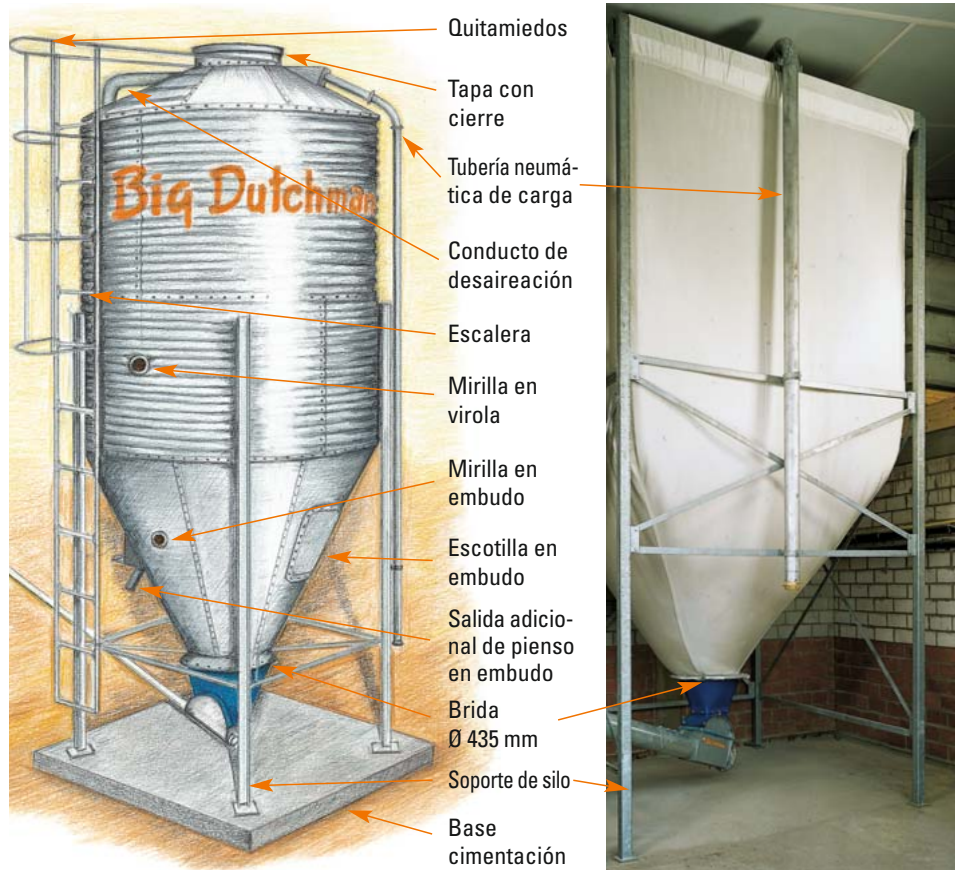 Quitamiedos
Tapa con
cierre
Tubería neumá-
tica de carga
Big Dutchman
Conducto de
desaireación
Escalera
Mirilla en
virola
Mirilla en
embudo
Escotilla en
embudo
Salida adicio-
nal de pienso
en embudo
Brida
Ø 435 mm
Soporte de silo
Base
cimentación